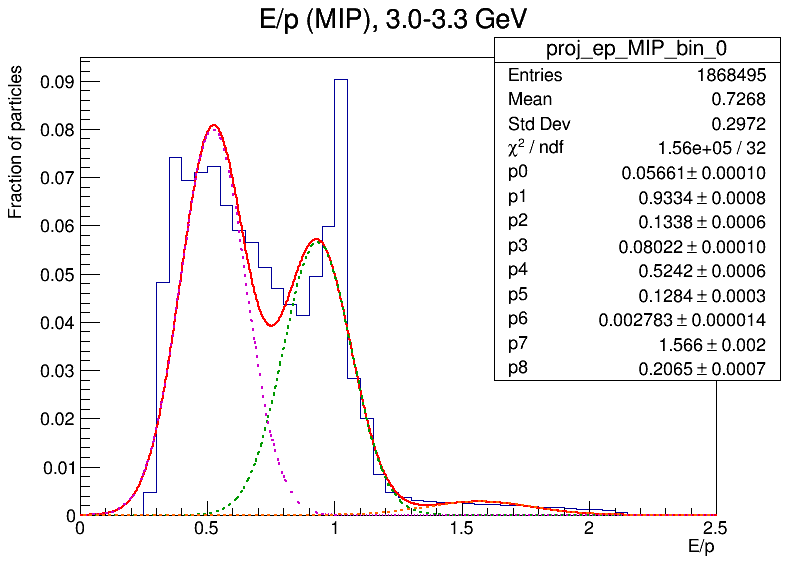 E/p (MIP), 3.0-3.3 GeV
proj_ep_MIP_bin_0
Entries 1868495
Mean 0.7268
Std Dev 0.2972
χ² / ndf 1.56e+05 / 32
p0 0.05661 ± 0.00010
p1 0.9334 ± 0.0008
p2 0.1338 ± 0.0006
p3 0.08022 ± 0.00010
p4 0.5242 ± 0.0006
p5 0.1284 ± 0.0003
p6 0.002783 ± 0.000014
p7 1.566 ± 0.002
p8 0.2065 ± 0.0007
Fraction of particles
0.09
0.08
0.07
0.06
0.05
0.04
0.03
0.02
0.01
0
0 0.5 1 1.5 2 2.5
E/p